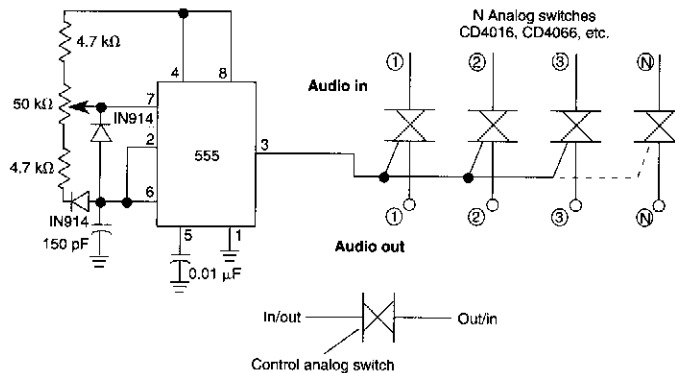 N Analog switches
CD4016, CD4066, etc.
4.7 kΩ
4
8
Audio in
① ② ③ Ⓝ
50 kΩ
7
IN914
2
555
3
4.7 kΩ
6
IN914
150 pF
5
1
0.01 µF
① ② ③ Ⓝ
Audio out
In/out
Out/in
Control analog switch